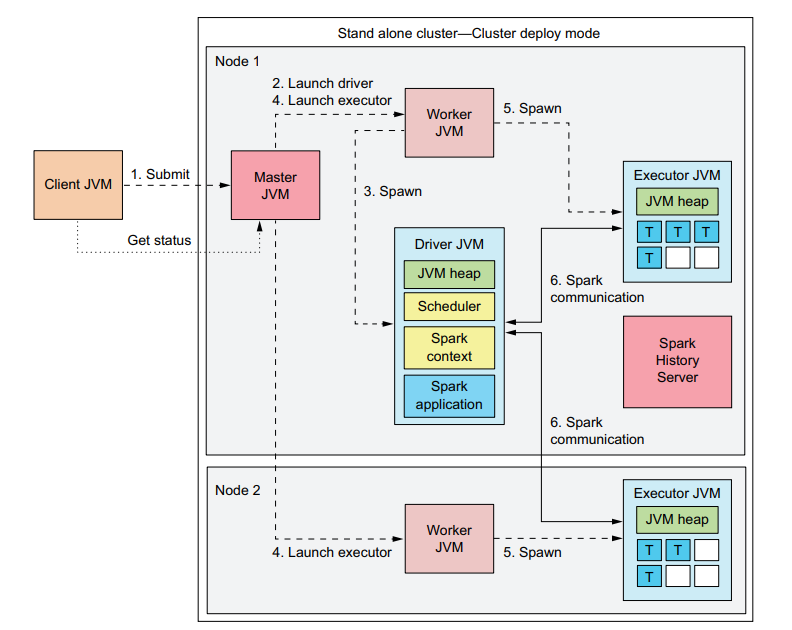 Stand alone cluster—Cluster deploy mode
Node 1
2. Launch driver
4. Launch executor
Worker
JVM
5. Spawn
Client JVM
1. Submit
Master
JVM
Get status
3. Spawn
Executor JVM
JVM heap
T T T
T
Driver JVM
JVM heap
Scheduler
Spark
context
Spark
application
6. Spark
communication
Spark
History
Server
6. Spark
communication
Node 2
4. Launch executor
Worker
JVM
5. Spawn
Executor JVM
JVM heap
T T
T